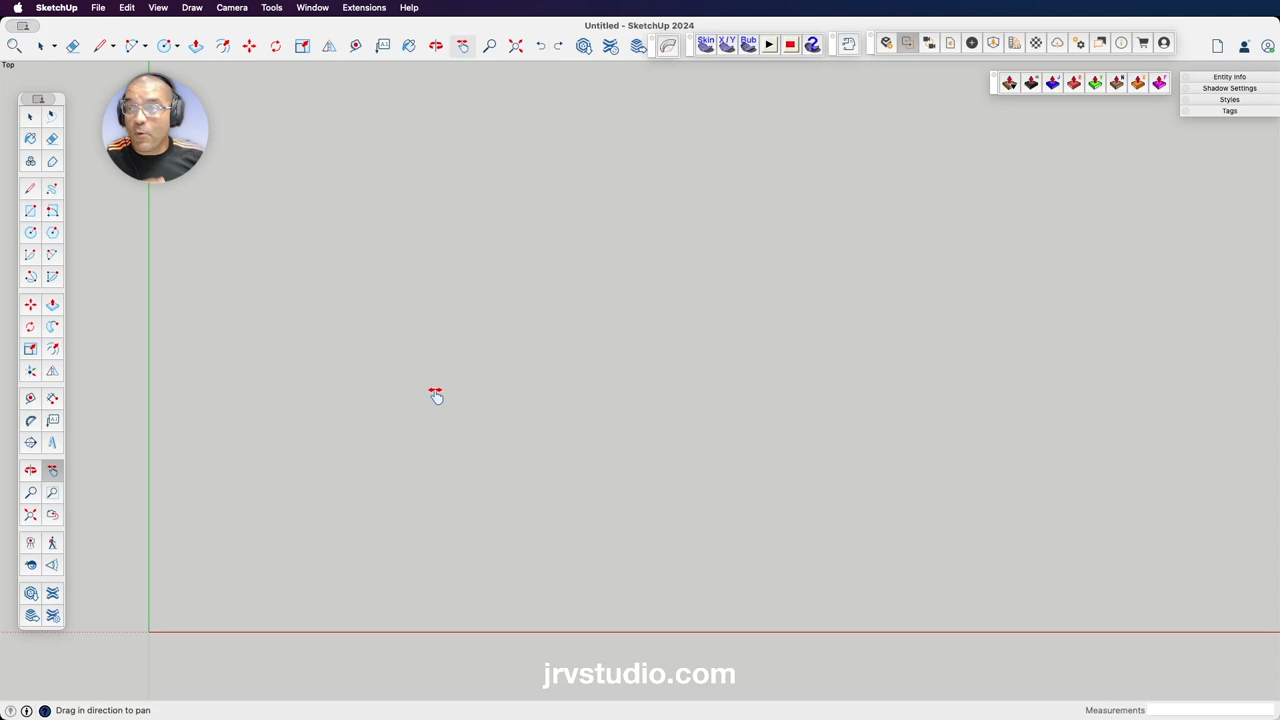 SketchUp File Edit View Draw Camera Tools Window Extensions Help
Untitled - SketchUp 2024
Skin X/Y Bub
Top
Entity Info
Shadow Settings
Styles
Tags
jrvstudio.com
Drag in direction to pan
Measurements